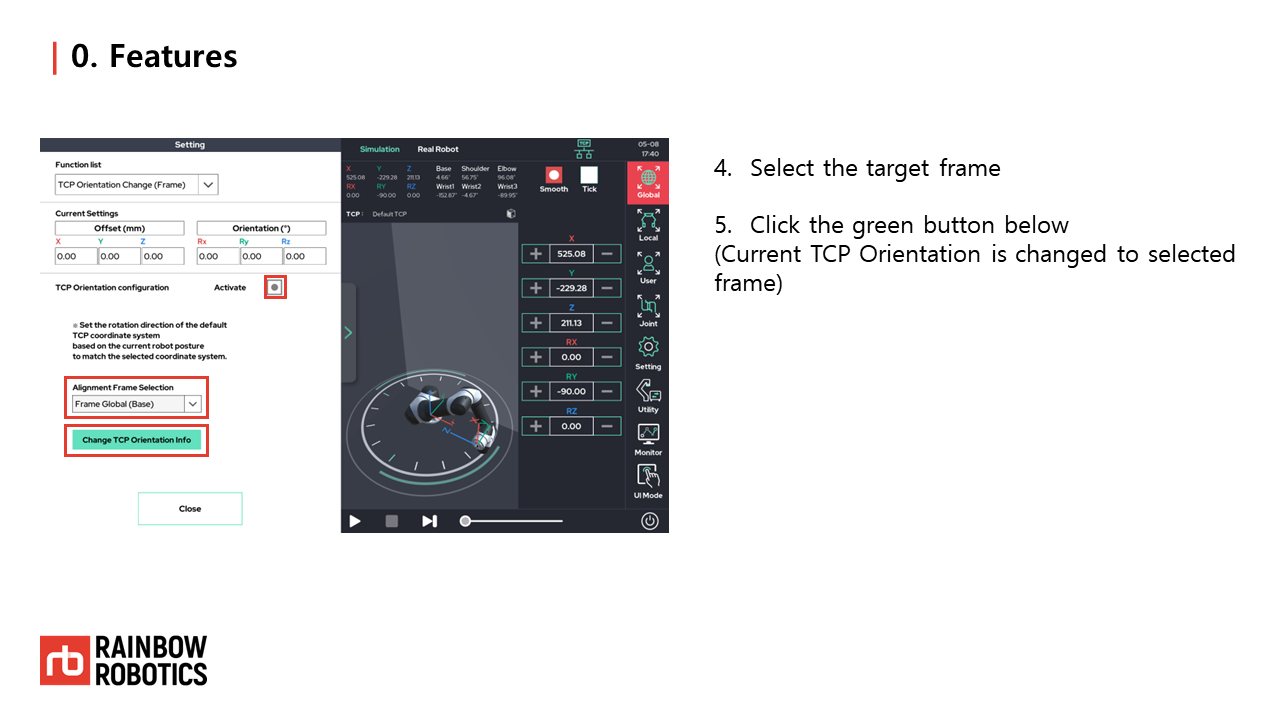 0. Features
Setting
Function list
TCP Orientation Change (Frame)
Current Settings
Offset (mm) Orientation (°)
X Y Z Rx Ry Rz
0.00 0.00 0.00 0.00 0.00 0.00
TCP Orientation configuration Activate
※ Set the rotation direction of the default
TCP coordinate system
based on the current robot posture
to match the selected coordinate system.
Alignment Frame Selection
Frame Global (Base)
Change TCP Orientation Info
Close
Simulation Real Robot TCP 05-08
17:40
X Y Z Base Shoulder Elbow
525.08 -229.28 211.13 4.66° 56.75° 96.08°
RX RY RZ Wrist1 Wrist2 Wrist3
0.00 -90.00 0.00 -152.87° -4.67° -89.95°
Smooth Tick
TCP : Default TCP
X
525.08
Y
-229.28
Z
211.13
RX
0.00
RY
-90.00
RZ
0.00
Global
Local
User
Joint
Setting
Utility
Monitor
UI Mode
4. Select the target frame
5. Click the green button below
(Current TCP Orientation is changed to selected
frame)
rb RAINBOW
ROBOTICS